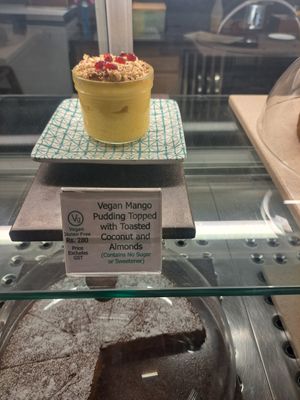 Vg
Vegan
Gluten Free
Rs. 280
Price
Excludes
GST
Vegan Mango
Pudding Topped
with Toasted
Coconut and
Almonds
(Contains No Sugar
or Sweetener)